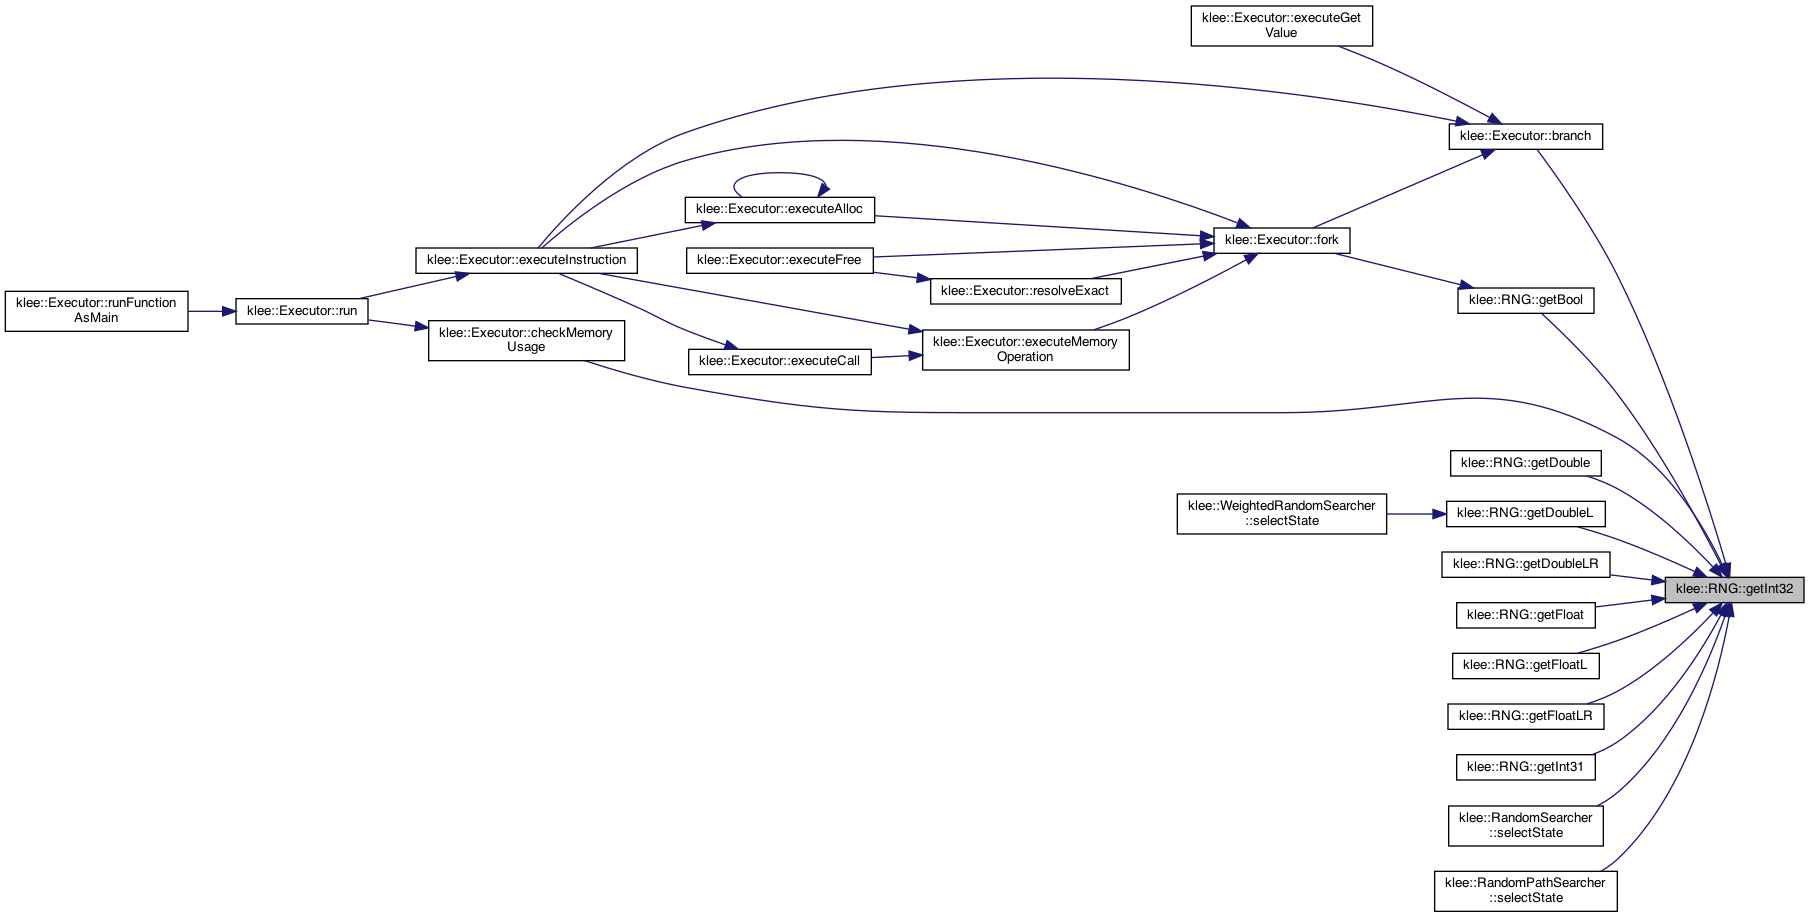 klee::Executor::executeGet
Value
klee::Executor::branch
klee::Executor::executeAlloc
klee::Executor::fork
klee::Executor::executeInstruction
klee::Executor::executeFree
klee::Executor::resolveExact
klee::RNG::getBool
klee::Executor::runFunction
AsMain
klee::Executor::run
klee::Executor::checkMemory
Usage
klee::Executor::executeCall
klee::Executor::executeMemory
Operation
klee::RNG::getDouble
klee::WeightedRandomSearcher
::selectState
klee::RNG::getDoubleL
klee::RNG::getDoubleLR
klee::RNG::getInt32
klee::RNG::getFloat
klee::RNG::getFloatL
klee::RNG::getFloatLR
klee::RNG::getInt31
klee::RandomSearcher
::selectState
klee::RandomPathSearcher
::selectState